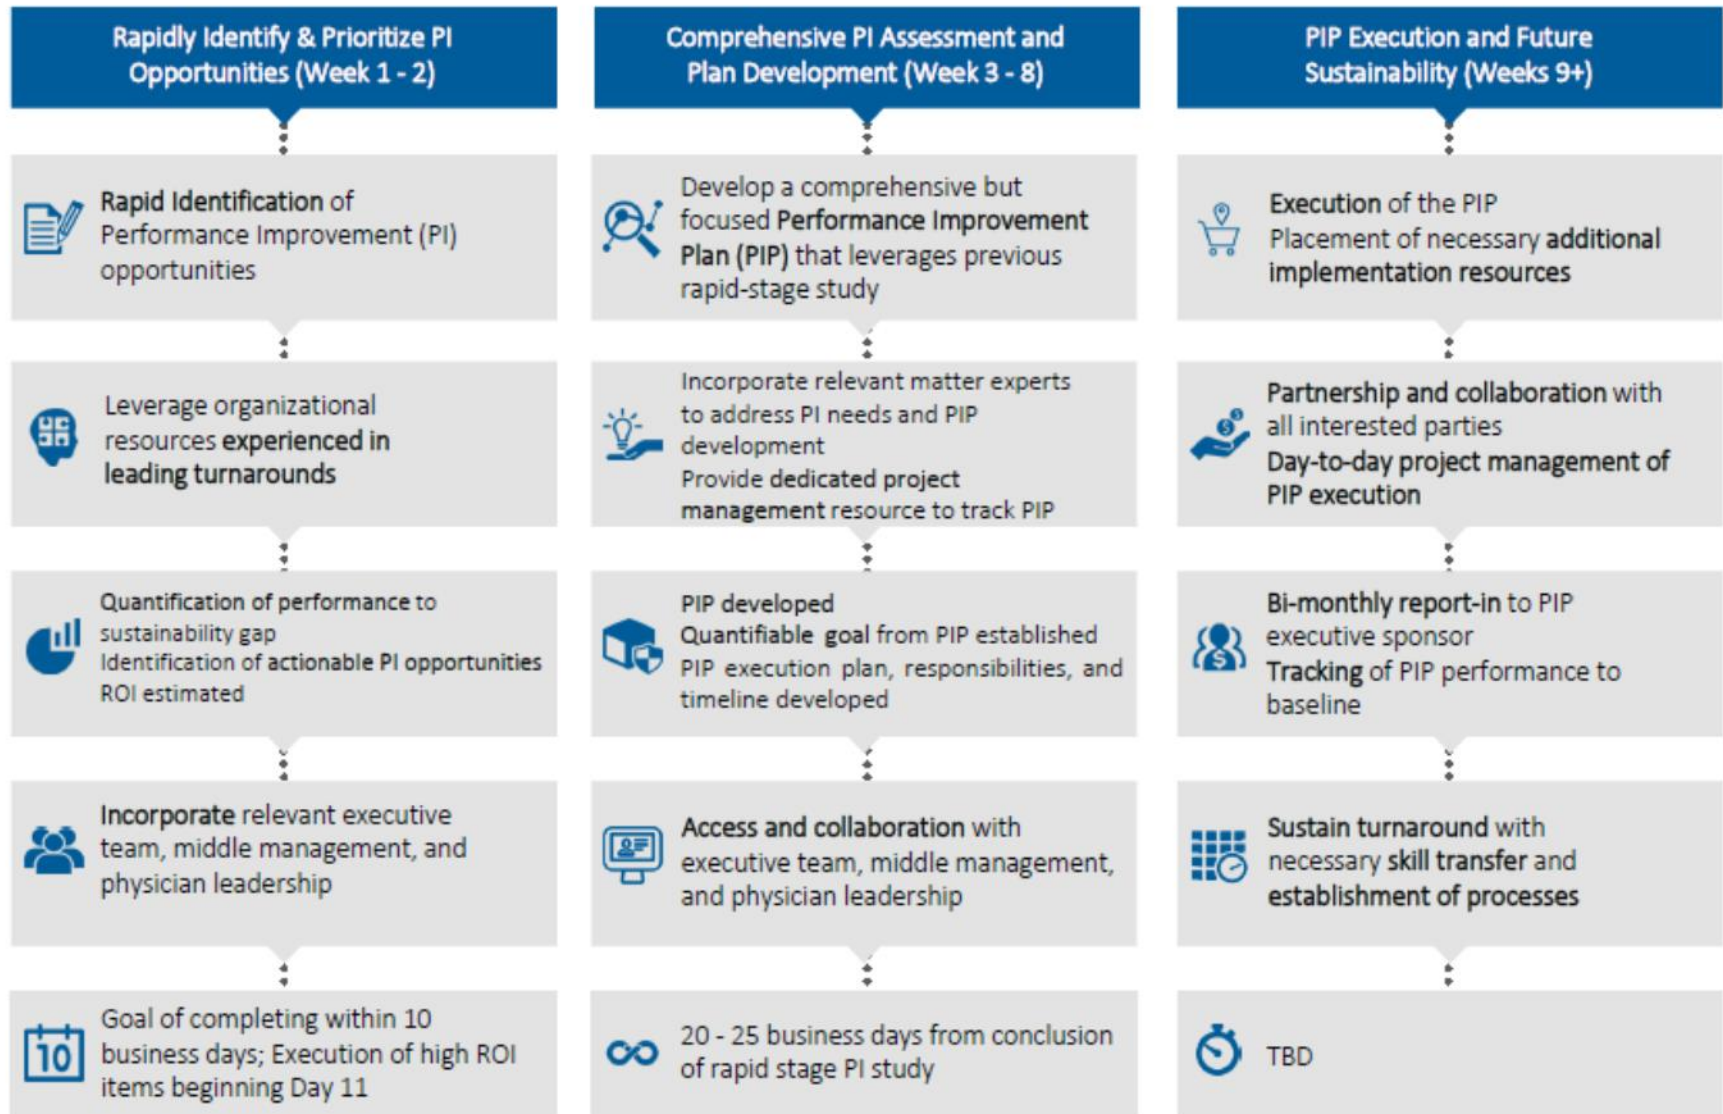 Rapidly Identify & Prioritize PI
Opportunities (Week 1 - 2)
Rapid Identification of
Performance Improvement (PI)
opportunities
Leverage organizational
resources experienced in
leading turnarounds
Quantification of performance to
sustainability gap
Identification of actionable PI opportunities
ROI estimated
Incorporate relevant executive
team, middle management, and
physician leadership
10
Goal of completing within 10
business days; Execution of high ROI
items beginning Day 11
Comprehensive PI Assessment and
Plan Development (Week 3 - 8)
Develop a comprehensive but
focused Performance Improvement
Plan (PIP) that leverages previous
rapid-stage study
Incorporate relevant matter experts
to address PI needs and PIP
development
Provide dedicated project
management resource to track PIP
PIP developed
Quantifiable goal from PIP established
PIP execution plan, responsibilities, and
timeline developed
Access and collaboration with
executive team, middle management,
and physician leadership
20 - 25 business days from conclusion
of rapid stage PI study
PIP Execution and Future
Sustainability (Weeks 9+)
Execution of the PIP
Placement of necessary additional
implementation resources
Partnership and collaboration with
all interested parties
Day-to-day project management of
PIP execution
Bi-monthly report-in to PIP
executive sponsor
Tracking of PIP performance to
baseline
Sustain turnaround with
necessary skill transfer and
establishment of processes
TBD